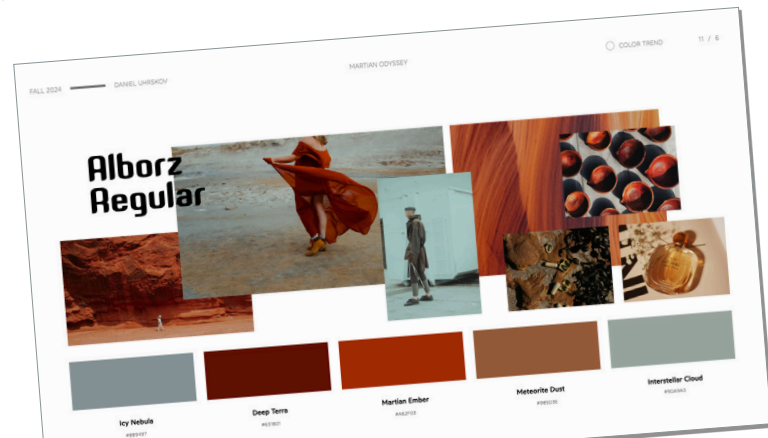 FALL 2024
DANIEL UHRSKOV
MARTIAN ODYSSEY
COLOR TREND
11 / 6
Alborz
Regular
Icy Nebula
Deep Terra
Martian Ember
Meteorite Dust
Interstellar Cloud